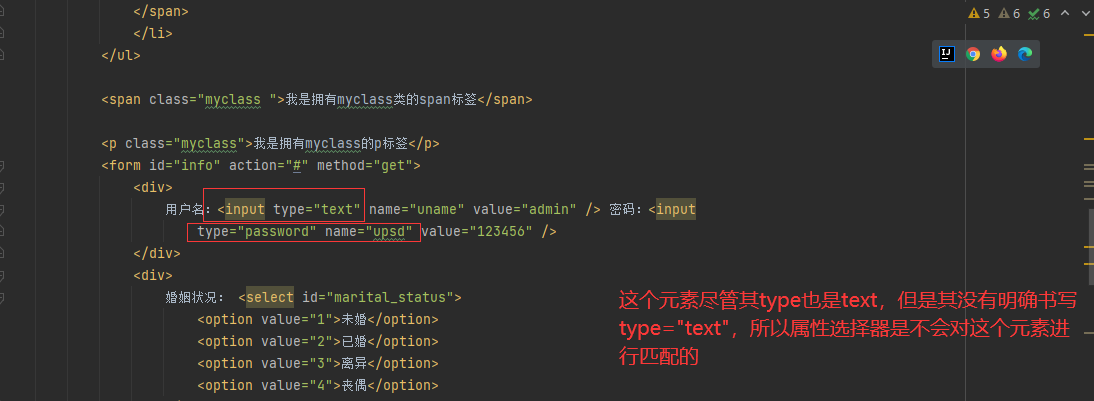 </span>
</li>
</ul>
<span class="myclass ">我是拥有myclass类的span标签</span>
<p class="myclass">我是拥有myclass的p标签</p>
<form id="info" action="#" method="get">
<div>
用户名：<input type="text" name="uname" value="admin" /> 密码：<input
type="password" name="upsd" value="123456" />
</div>
<div>
婚姻状况： <select id="marital_status">
<option value="1">未婚</option>
<option value="2">已婚</option>
<option value="3">离异</option>
<option value="4">丧偶</option>
5 6 6
IJ
这个元素尽管其type也是text，但是其没有明确书写
type="text"，所以属性选择器是不会对这个元素进
行匹配的